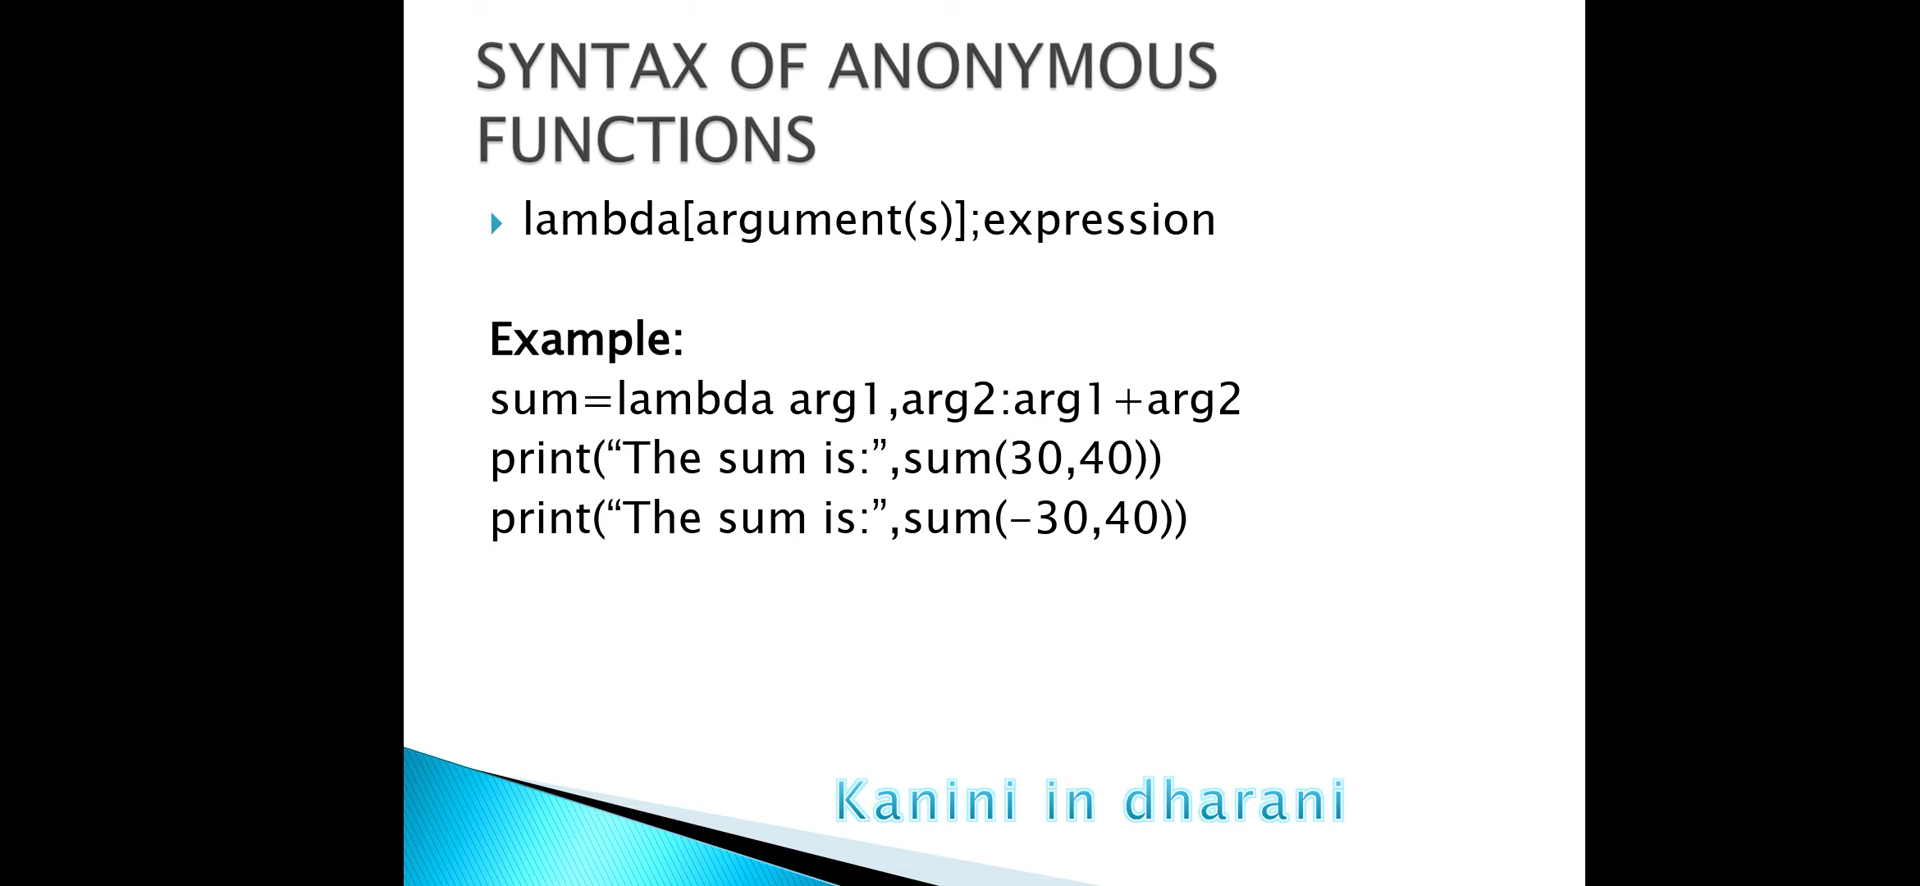 SYNTAX OF ANONYMOUS
FUNCTIONS
lambda[argument(s)];expression
Example:
sum=lambda arg1,arg2:arg1+arg2
print(“The sum is:”,sum(30,40))
print(“The sum is:”,sum(-30,40))
Kanini in dharani